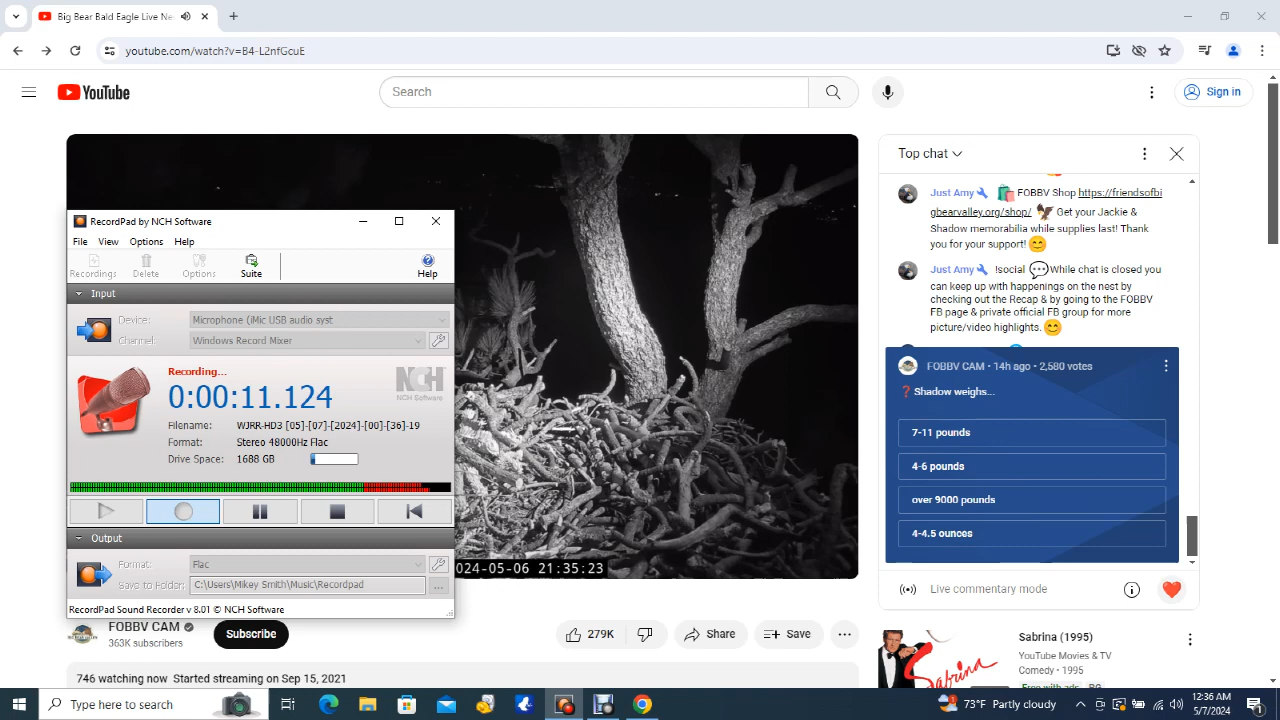 Big Bear Bald Eagle Live Ne
youtube.com/watch?v=B4-L2nfGcuE
YouTube
Search
Sign in
RecordPad by NCH Software
File View Options Help
Recordings Delete Options Suite Help
Input
Device: Microphone (iMic USB audio syst
Channel: Windows Record Mixer
Recording...
0:00:11.124
NCH
NCH Software
Filename: WJRR-HD3 [05]-[07]-[2024]-[00]-[36]-19
Format: Stereo 48000Hz Flac
Drive Space: 1688 GB
Output
Format: Flac
Save to Folder: C:\Users\Mikey Smith\Music\Recordpad ...
RecordPad Sound Recorder v 8.01 © NCH Software
024-05-06 21:35:23
FOBBV CAM
363K subscribers
Subscribe
279K
Share
Save
746 watching now Started streaming on Sep 15, 2021
Top chat
Just Amy FOBBV Shop https://friendsofbi
gbearvalley.org/shop/ Get your Jackie &
Shadow memorabilia while supplies last! Thank
you for your support!
Just Amy !social While chat is closed you
can keep up with happenings on the nest by
checking out the Recap & by going to the FOBBV
FB page & private official FB group for more
picture/video highlights.
FOBBV CAM • 14h ago • 2,580 votes
❓Shadow weighs...
7-11 pounds
4-6 pounds
over 9000 pounds
4-4.5 ounces
Live commentary mode
Sabrina
Sabrina (1995)
YouTube Movies & TV
Comedy • 1995
Free with ads PG
Type here to search
73°F Partly cloudy
12:36 AM
5/7/2024
1